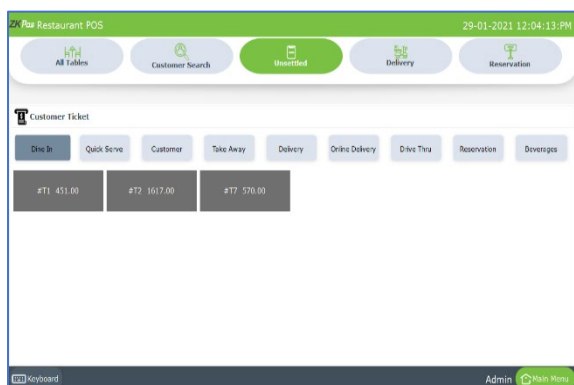 ZKPos Restaurant POS 29-01-2021 12:04:13:PM
All Tables Customer Search Unsettled Delivery Reservation
Customer Ticket
Dine In Quick Serve Customer Take Away Delivery Online Delivery Drive Thru Reservation Beverages
#T1 451.00 #T2 1617.00 #T7 570.00
Keyboard Admin Main Menu